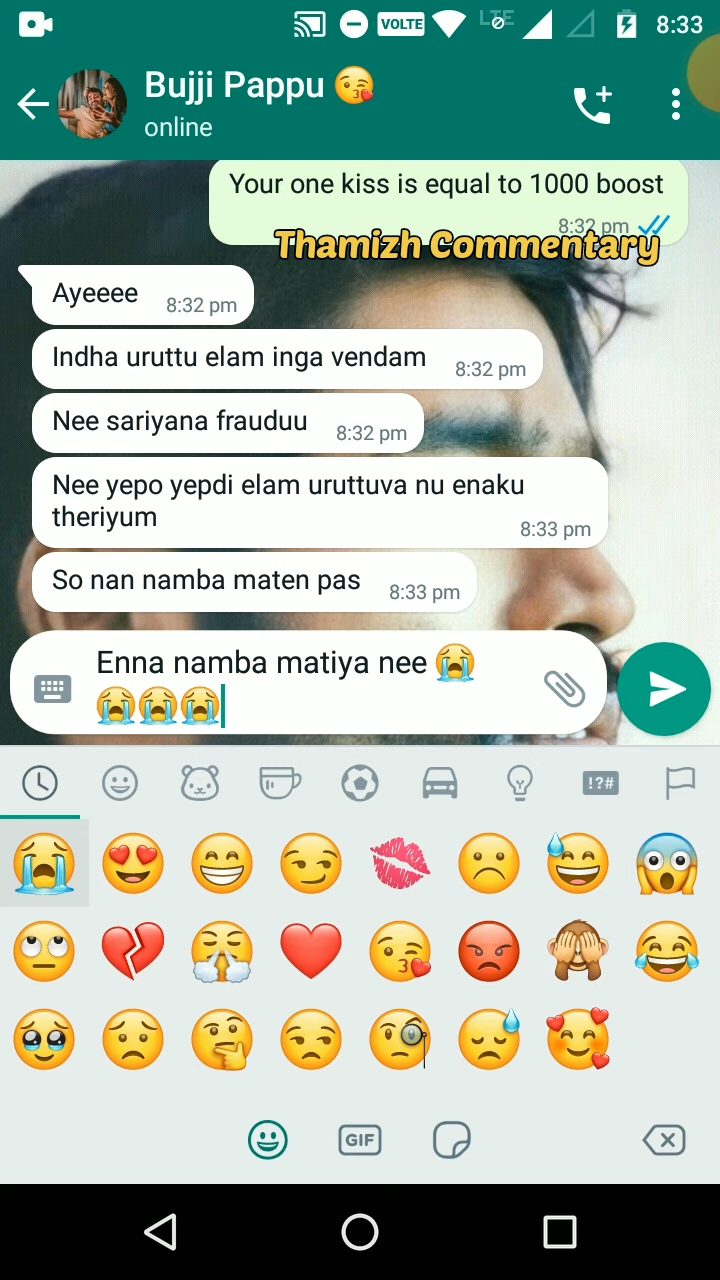 VOLTE LTE 8:33
Bujji Pappu 😘
online
Your one kiss is equal to 1000 boost
8:32 pm
Thamizh Commentary
Ayeeee 8:32 pm
Indha uruttu elam inga vendam 8:32 pm
Nee sariyana frauduu 8:32 pm
Nee yepo yepdi elam uruttuva nu enaku
theriyum 8:33 pm
So nan namba maten pas 8:33 pm
Enna namba matiya nee 😭
😭😭😭
!?#
GIF